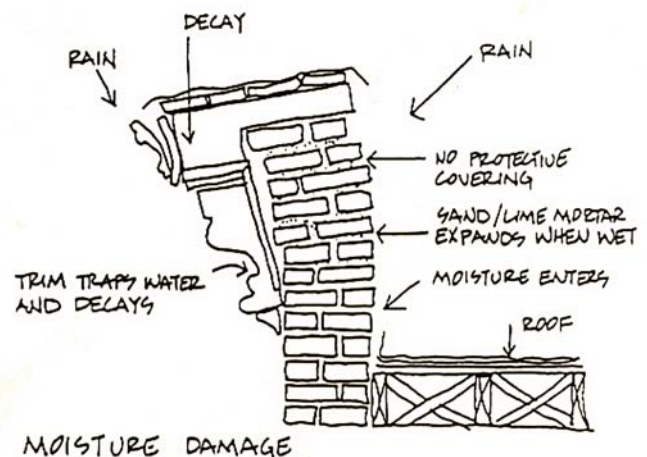 DECAY
RAIN
RAIN
NO PROTECTIVE
COVERING
SAND/LIME MORTAR
EXPANDS WHEN WET
TRIM TRAPS WATER
AND DECAYS
MOISTURE ENTERS
ROOF
MOISTURE DAMAGE